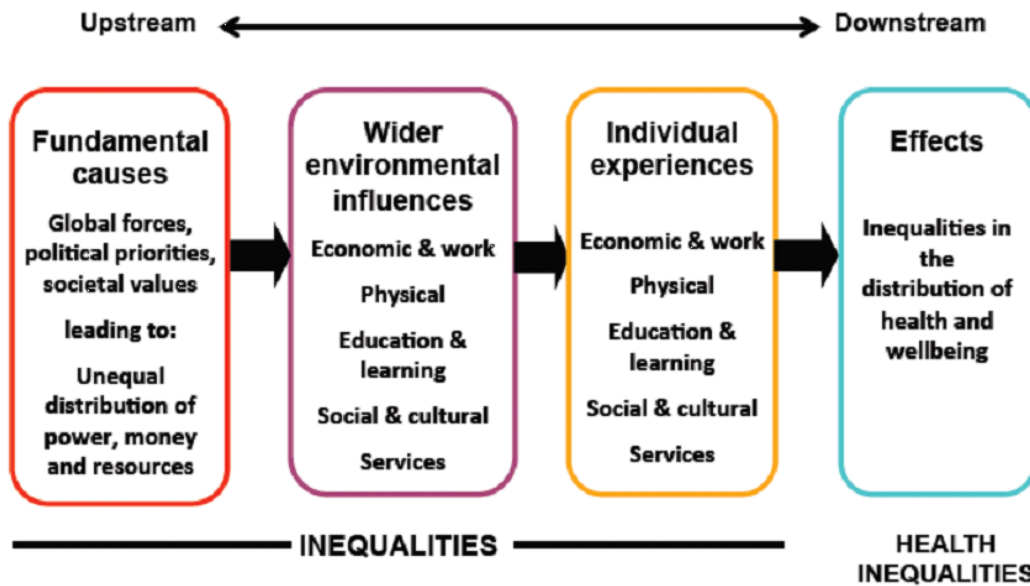 Upstream
Downstream
Fundamental
causes
Global forces,
political priorities,
societal values
leading to:
Unequal
distribution of
power, money
and resources
Wider
environmental
influences
Economic & work
Physical
Education &
learning
Social & cultural
Services
Individual
experiences
Economic & work
Physical
Education &
learning
Social & cultural
Services
Effects
Inequalities in
the
distribution of
health and
wellbeing
INEQUALITIES
HEALTH
INEQUALITIES